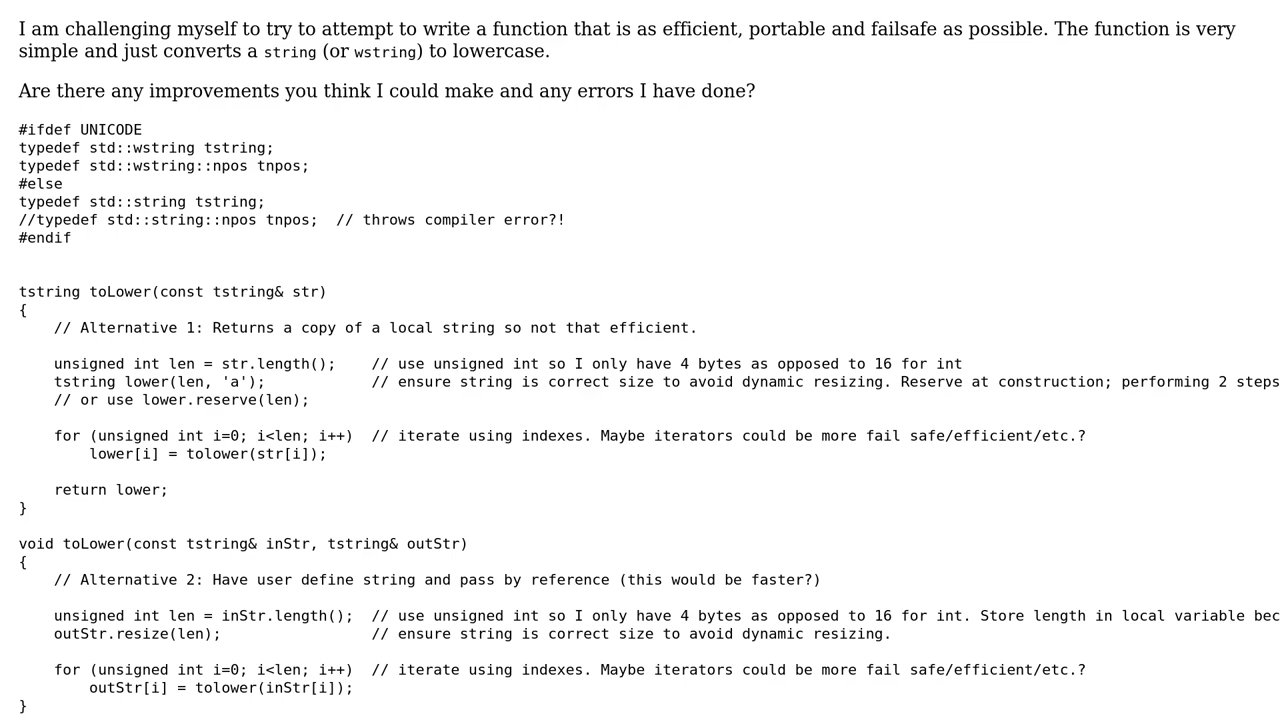 I am challenging myself to try to attempt to write a function that is as efficient, portable and failsafe as possible. The function is very
simple and just converts a string (or wstring) to lowercase.
Are there any improvements you think I could make and any errors I have done?
#ifdef UNICODE
typedef std::wstring tstring;
typedef std::wstring::npos tnpos;
#else
typedef std::string tstring;
//typedef std::string::npos tnpos;  // throws compiler error?!
#endif
tstring toLower(const tstring& str)
{
    // Alternative 1: Returns a copy of a local string so not that efficient.
    unsigned int len = str.length();    // use unsigned int so I only have 4 bytes as opposed to 16 for int
    tstring lower(len, 'a');            // ensure string is correct size to avoid dynamic resizing. Reserve at construction; performing 2 steps
    // or use lower.reserve(len);
    for (unsigned int i=0; i<len; i++)  // iterate using indexes. Maybe iterators could be more fail safe/efficient/etc.?
        lower[i] = tolower(str[i]);
    return lower;
}
void toLower(const tstring& inStr, tstring& outStr)
{
    // Alternative 2: Have user define string and pass by reference (this would be faster?)
    unsigned int len = inStr.length();  // use unsigned int so I only have 4 bytes as opposed to 16 for int. Store length in local variable bec
    outStr.resize(len);                 // ensure string is correct size to avoid dynamic resizing.
    for (unsigned int i=0; i<len; i++)  // iterate using indexes. Maybe iterators could be more fail safe/efficient/etc.?
        outStr[i] = tolower(inStr[i]);
}